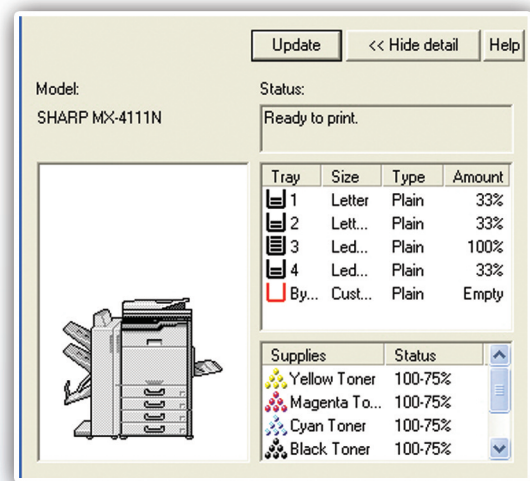 Update << Hide detail Help
Model: Status:
SHARP MX-4111N Ready to print.
Tray Size Type Amount
1 Letter Plain 33%
2 Lett... Plain 33%
3 Led... Plain 100%
4 Led... Plain 33%
By... Cust... Plain Empty
Supplies Status
Yellow Toner 100-75%
Magenta To... 100-75%
Cyan Toner 100-75%
Black Toner 100-75%